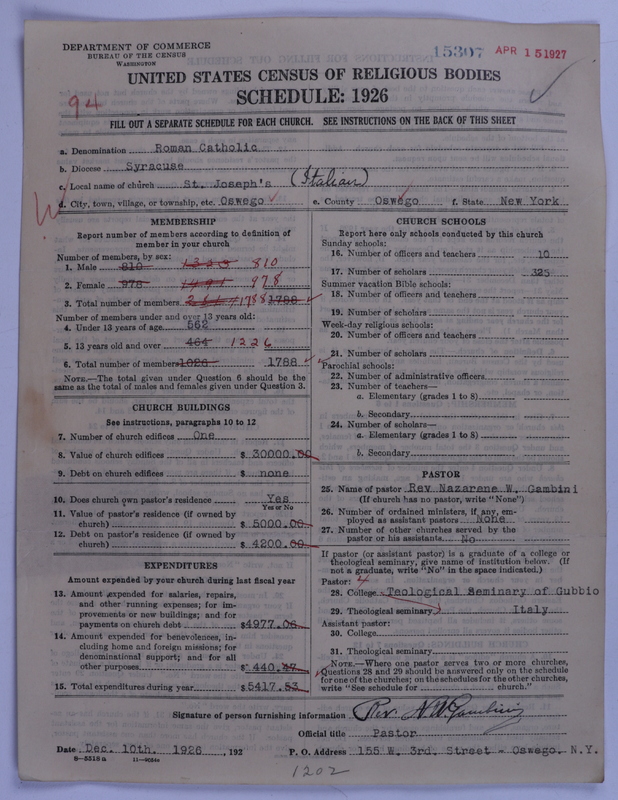 DEPARTMENT OF COMMERCE
BUREAU OF THE CENSUS
WASHINGTON
15307 APR 15 1927
UNITED STATES CENSUS OF RELIGIOUS BODIES
SCHEDULE: 1926
94
FILL OUT A SEPARATE SCHEDULE FOR EACH CHURCH. SEE INSTRUCTIONS ON THE BACK OF THIS SHEET
a. Denomination Roman Catholic
b. Diocese Syracuse
c. Local name of church St. Joseph's (Italian)
d. City, town, village, or township, etc. Oswego e. County Oswego f. State New York
MEMBERSHIP
Report number of members according to definition of
member in your church
Number of members, by sex:
1. Male 810 810
2. Female 978 978
3. Total number of members 1788 1788
Number of members under and over 13 years old:
4. Under 13 years of age 562
5. 13 years old and over 464 1226
6. Total number of members 1026 1788
NOTE.—The total given under Question 6 should be the
same as the total of males and females given under Question 3.
CHURCH BUILDINGS
See instructions, paragraphs 10 to 12
7. Number of church edifices One
8. Value of church edifices $ 30000.00
9. Debt on church edifices $ none
10. Does church own pastor's residence Yes
Yes or No
11. Value of pastor's residence (if owned by
church) $ 5000.00
12. Debt on pastor's residence (if owned by
church) $ 4200.00
EXPENDITURES
Amount expended by your church during last fiscal year
13. Amount expended for salaries, repairs,
and other running expenses; for im-
provements or new buildings; and for
payments on church debt $4977.06
14. Amount expended for benevolences, in-
cluding home and foreign missions; for
denominational support; and for all
other purposes $ 440.47
15. Total expenditures during year $5417.53
CHURCH SCHOOLS
Report here only schools conducted by this church
Sunday schools:
16. Number of officers and teachers 10
17. Number of scholars 325
Summer vacation Bible schools:
18. Number of officers and teachers
19. Number of scholars
Week-day religious schools:
20. Number of officers and teachers
21. Number of scholars
Parochial schools:
22. Number of administrative officers
23. Number of teachers—
a. Elementary (grades 1 to 8)
b. Secondary
24. Number of scholars—
a. Elementary (grades 1 to 8)
b. Secondary
PASTOR
25. Name of pastor Rev Nazarene W. Gambini
(If church has no pastor, write "None")
26. Number of ordained ministers, if any, em-
ployed as assistant pastors None
27. Number of other churches served by the
pastor or his assistants No
If pastor (or assistant pastor) is a graduate of a college or
theological seminary, give name of institution below. (If
not a graduate, write "No" in the space indicated.)
Pastor: 4
28. College Teological Seminary of Gubbio
29. Theological seminary Italy
Assistant pastor:
30. College
31. Theological seminary
NOTE.—Where one pastor serves two or more churches,
Questions 28 and 29 should be answered only on the schedule
for one of the churches; on the schedules for the other churches,
write "See schedule for church."
Signature of person furnishing information Rev. N. W. Gambini
Official title Pastor
Date Dec. 10th. 1926 , 192 P. O. Address 155 W. 3rd. Street - Oswego. N.Y.
8—5518a
1202